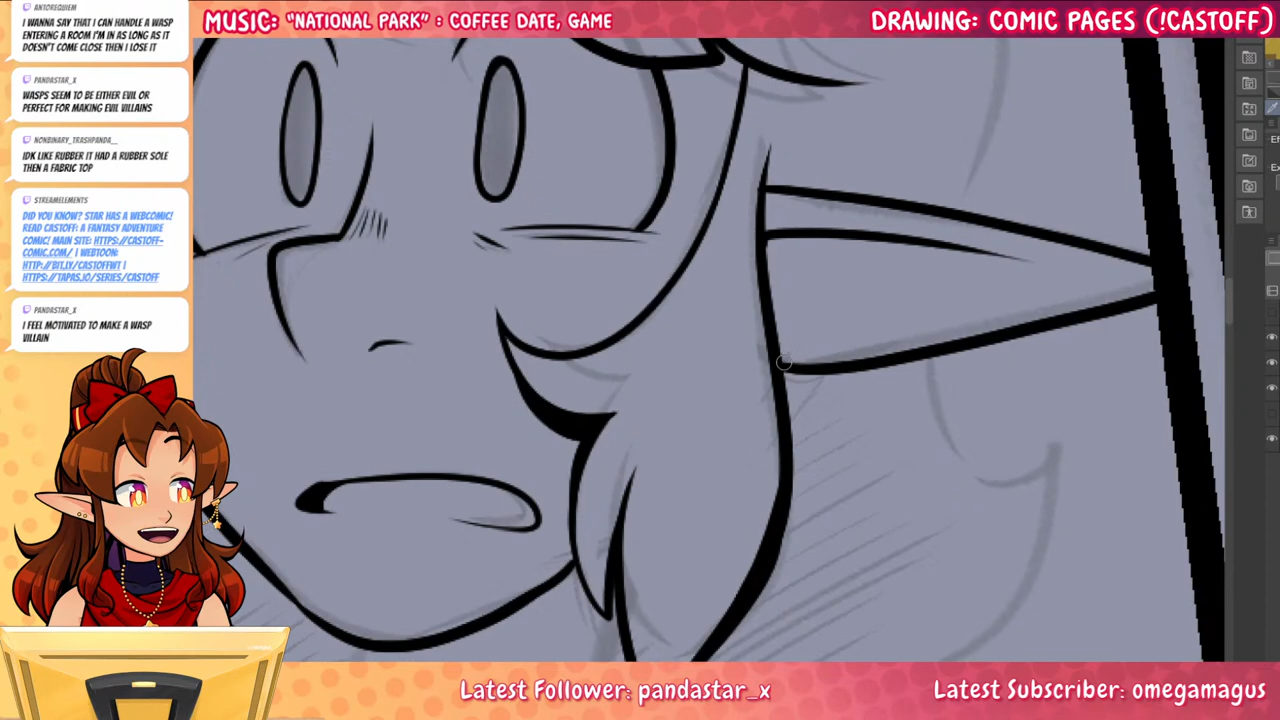 MUSIC: "NATIONAL PARK" : COFFEE DATE, GAME
DRAWING: COMIC PAGES (!CASTOFF)
ANTOREQUIEM
I WANNA SAY THAT I CAN HANDLE A WASP
ENTERING A ROOM I'M IN AS LONG AS IT
DOESN'T COME CLOSE THEN I LOSE IT
PANDASTAR_X
WASPS SEEM TO BE EITHER EVIL OR
PERFECT FOR MAKING EVIL VILLAINS
NONBINARY_TRASHPANDA__
IDK LIKE RUBBER IT HAD A RUBBER SOLE
THEN A FABRIC TOP
STREAMELEMENTS
DID YOU KNOW? STAR HAS A WEBCOMIC!
READ CASTOFF: A FANTASY ADVENTURE
COMIC! MAIN SITE: HTTPS://CASTOFF-
COMIC.COM/ | WEBTOON:
HTTP://BIT.LY/CASTOFFWT |
HTTPS://TAPAS.IO/SERIES/CASTOFF
PANDASTAR_X
I FEEL MOTIVATED TO MAKE A WASP
VILLAIN
Latest Follower: pandastar_x
Latest Subscriber: omegamagus